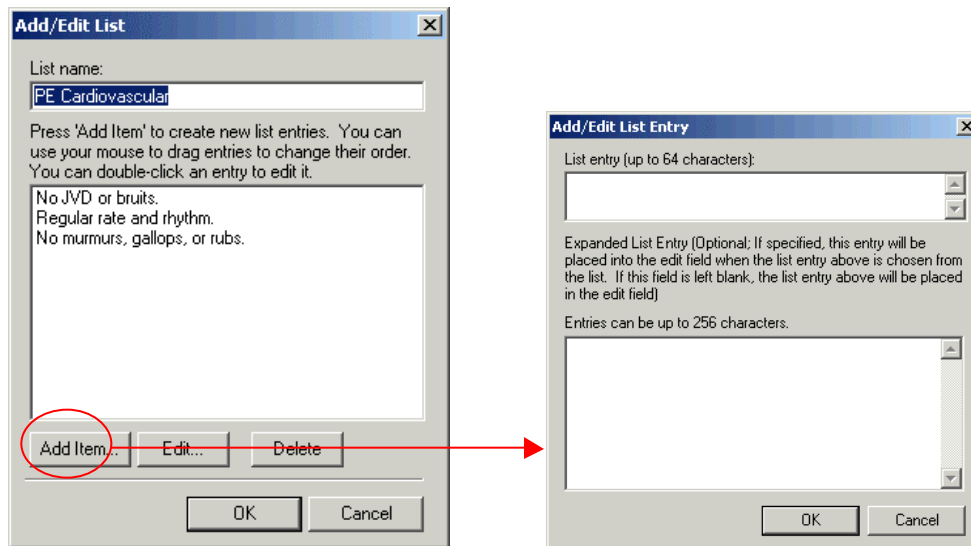 Add/Edit List
List name:
PE Cardiovascular
Press 'Add Item' to create new list entries. You can
use your mouse to drag entries to change their order.
You can double-click an entry to edit it.
No JVD or bruits.
Regular rate and rhythm.
No murmurs, gallops, or rubs.
Add Item...
Edit...
Delete
OK
Cancel
Add/Edit List Entry
List entry (up to 64 characters):
Expanded List Entry (Optional; If specified, this entry will be
placed into the edit field when the list entry above is chosen from
the list. If this field is left blank, the list entry above will be placed
in the edit field)
Entries can be up to 256 characters.
OK
Cancel